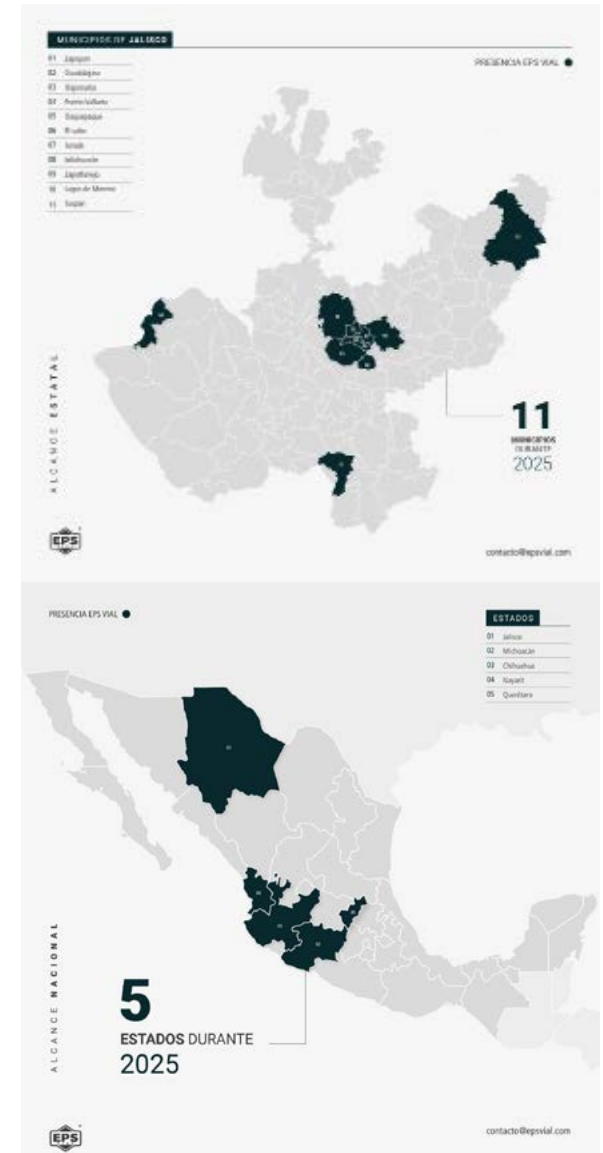 MUNICIPIOS DE JALISCO
PRESENCIA EPS VIAL
01 Zapopan
02 Guadalajara
03 Tlajomulco
04 Puerto Vallarta
05 Tlaquepaque
06 El salto
07 Tonalá
08 Ixtlahuacán
09 Zapotlanejo
10 Lagos de Moreno
11 Tuxpan
11
MUNICIPIOS
DURANTE
2025
ALCANCE ESTATAL
EPS
contacto@epsvial.com
PRESENCIA EPS VIAL
ESTADOS
01 Jalisco
02 Michoacán
03 Chihuahua
04 Nayarit
05 Querétaro
ALCANCE NACIONAL
5
ESTADOS DURANTE
2025
EPS
contacto@epsvial.com